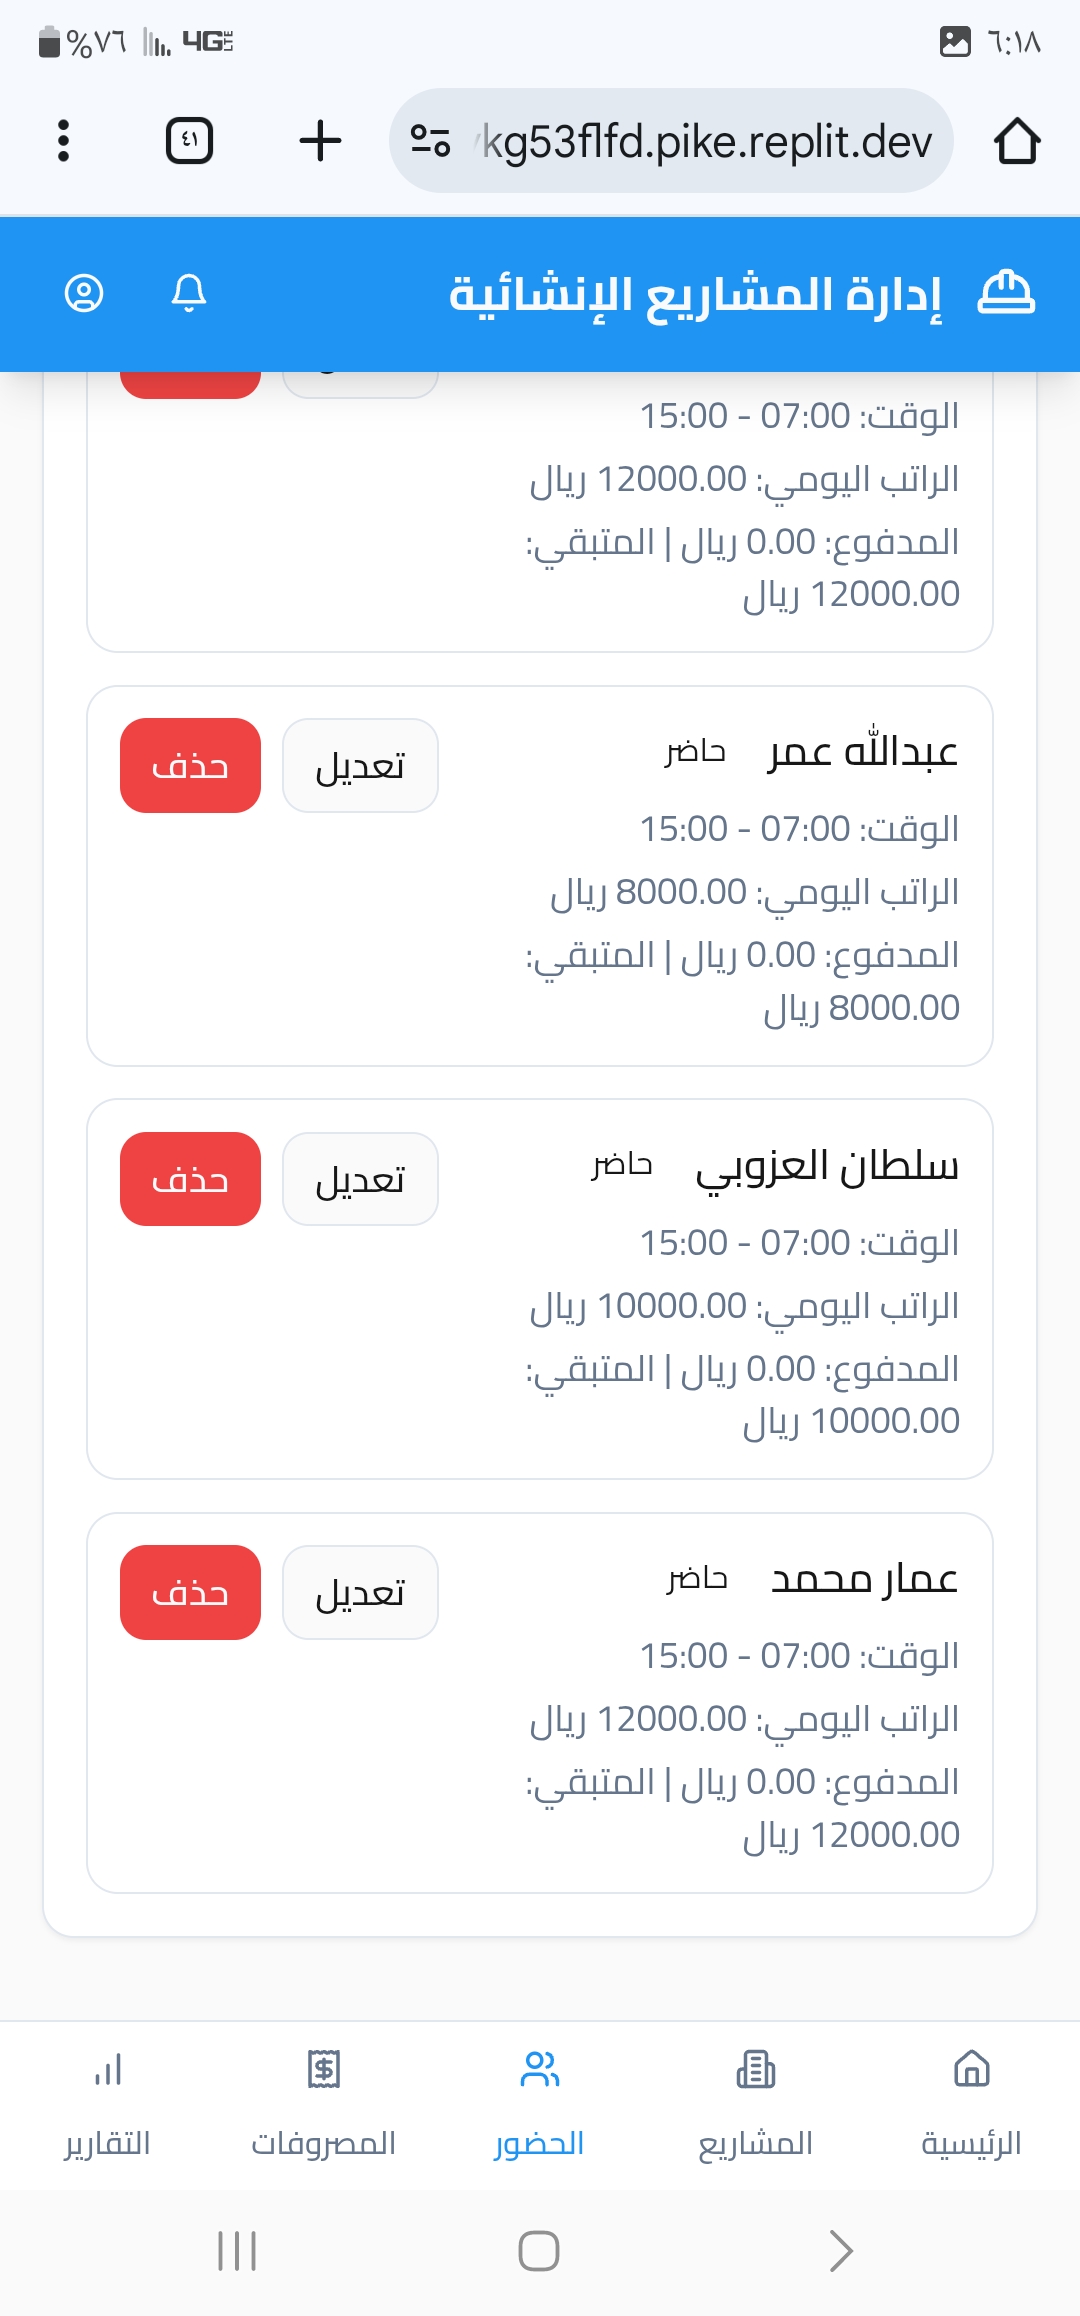 ٦:١٨ 4G LTE %٧٦
kg53flfd.pike.replit.dev ٤١
إدارة المشاريع الإنشائية
الوقت: 07:00 - 15:00
الراتب اليومي: 12000.00 ريال
المدفوع: 0.00 ريال | المتبقي:
12000.00 ريال
عبدالله عمر حاضر تعديل حذف
الوقت: 07:00 - 15:00
الراتب اليومي: 8000.00 ريال
المدفوع: 0.00 ريال | المتبقي:
8000.00 ريال
سلطان العزوبي حاضر تعديل حذف
الوقت: 07:00 - 15:00
الراتب اليومي: 10000.00 ريال
المدفوع: 0.00 ريال | المتبقي:
10000.00 ريال
عمار محمد حاضر تعديل حذف
الوقت: 07:00 - 15:00
الراتب اليومي: 12000.00 ريال
المدفوع: 0.00 ريال | المتبقي:
12000.00 ريال
الرئيسية المشاريع الحضور المصروفات التقارير